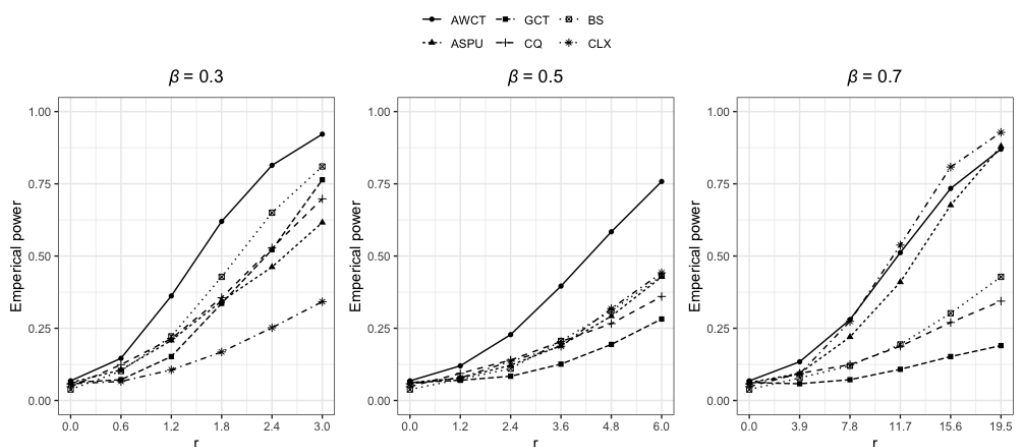 AWCT GCT BS
ASPU CQ CLX
β = 0.3
β = 0.5
β = 0.7
Emperical power
1.00
0.75
0.50
0.25
0.00
0.0 0.6 1.2 1.8 2.4 3.0
r
Emperical power
1.00
0.75
0.50
0.25
0.00
0.0 1.2 2.4 3.6 4.8 6.0
r
Emperical power
1.00
0.75
0.50
0.25
0.00
0.0 3.9 7.8 11.7 15.6 19.5
r